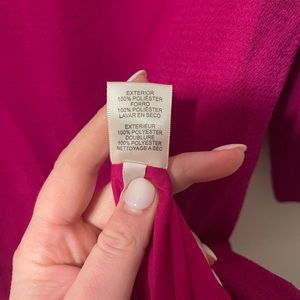 EXTERIOR
100% POLIÉSTER
FORRO
100% POLIÉSTER
LAVAR EN SECO
EXTERIEUR
100% POLYESTER
DOUBLURE
100% POLYESTER
NETTOYAGE A SEC